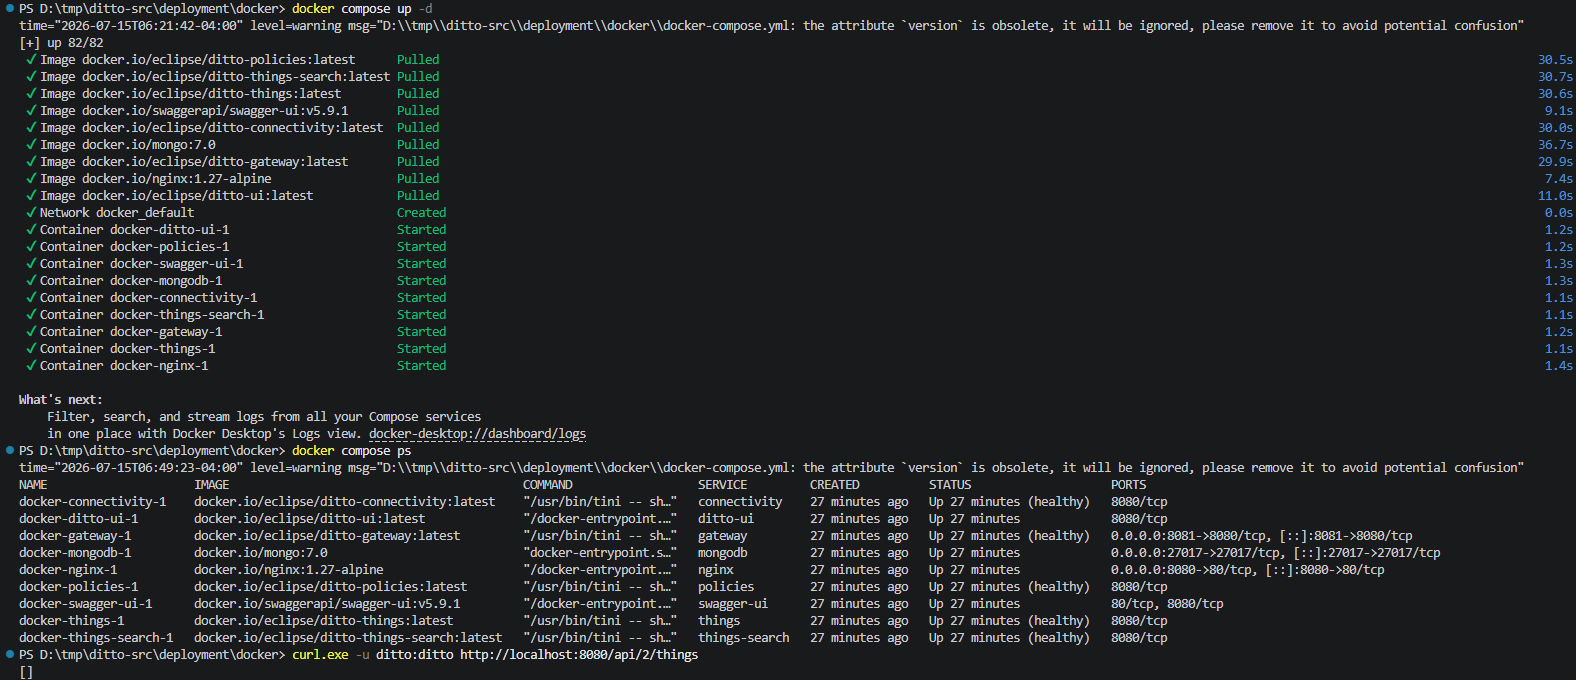 PS D:\tmp\ditto-src\deployment\docker> docker compose up -d
time="2026-07-15T06:21:42-04:00" level=warning msg="D:\\tmp\\ditto-src\\deployment\\docker\\docker-compose.yml: the attribute `version` is obsolete, it will be ignored, please remove it to avoid potential confusion"
[+] up 82/82
✓ Image docker.io/eclipse/ditto-policies:latest Pulled 30.5s
✓ Image docker.io/eclipse/ditto-things-search:latest Pulled 30.7s
✓ Image docker.io/eclipse/ditto-things:latest Pulled 30.6s
✓ Image docker.io/swaggerapi/swagger-ui:v5.9.1 Pulled 9.1s
✓ Image docker.io/eclipse/ditto-connectivity:latest Pulled 30.0s
✓ Image docker.io/mongo:7.0 Pulled 36.7s
✓ Image docker.io/eclipse/ditto-gateway:latest Pulled 29.9s
✓ Image docker.io/nginx:1.27-alpine Pulled 7.4s
✓ Image docker.io/eclipse/ditto-ui:latest Pulled 11.0s
✓ Network docker_default Created 0.0s
✓ Container docker-ditto-ui-1 Started 1.2s
✓ Container docker-policies-1 Started 1.2s
✓ Container docker-swagger-ui-1 Started 1.3s
✓ Container docker-mongodb-1 Started 1.3s
✓ Container docker-connectivity-1 Started 1.1s
✓ Container docker-things-search-1 Started 1.1s
✓ Container docker-gateway-1 Started 1.2s
✓ Container docker-things-1 Started 1.1s
✓ Container docker-nginx-1 Started 1.4s
What's next:
Filter, search, and stream logs from all your Compose services
in one place with Docker Desktop's Logs view. docker-desktop://dashboard/logs
PS D:\tmp\ditto-src\deployment\docker> docker compose ps
time="2026-07-15T06:49:23-04:00" level=warning msg="D:\\tmp\\ditto-src\\deployment\\docker\\docker-compose.yml: the attribute `version` is obsolete, it will be ignored, please remove it to avoid potential confusion"
NAME IMAGE COMMAND SERVICE CREATED STATUS PORTS
docker-connectivity-1 docker.io/eclipse/ditto-connectivity:latest "/usr/bin/tini -- sh…" connectivity 27 minutes ago Up 27 minutes (healthy) 8080/tcp
docker-ditto-ui-1 docker.io/eclipse/ditto-ui:latest "/docker-entrypoint.…" ditto-ui 27 minutes ago Up 27 minutes 8080/tcp
docker-gateway-1 docker.io/eclipse/ditto-gateway:latest "/usr/bin/tini -- sh…" gateway 27 minutes ago Up 27 minutes (healthy) 0.0.0.0:8081->8080/tcp, [::]:8081->8080/tcp
docker-mongodb-1 docker.io/mongo:7.0 "docker-entrypoint.s…" mongodb 27 minutes ago Up 27 minutes 0.0.0.0:27017->27017/tcp, [::]:27017->27017/tcp
docker-nginx-1 docker.io/nginx:1.27-alpine "/docker-entrypoint.…" nginx 27 minutes ago Up 27 minutes 0.0.0.0:8080->80/tcp, [::]:8080->80/tcp
docker-policies-1 docker.io/eclipse/ditto-policies:latest "/usr/bin/tini -- sh…" policies 27 minutes ago Up 27 minutes (healthy) 8080/tcp
docker-swagger-ui-1 docker.io/swaggerapi/swagger-ui:v5.9.1 "/docker-entrypoint.…" swagger-ui 27 minutes ago Up 27 minutes 80/tcp, 8080/tcp
docker-things-1 docker.io/eclipse/ditto-things:latest "/usr/bin/tini -- sh…" things 27 minutes ago Up 27 minutes (healthy) 8080/tcp
docker-things-search-1 docker.io/eclipse/ditto-things-search:latest "/usr/bin/tini -- sh…" things-search 27 minutes ago Up 27 minutes (healthy) 8080/tcp
PS D:\tmp\ditto-src\deployment\docker> curl.exe -u ditto:ditto http://localhost:8080/api/2/things
[]